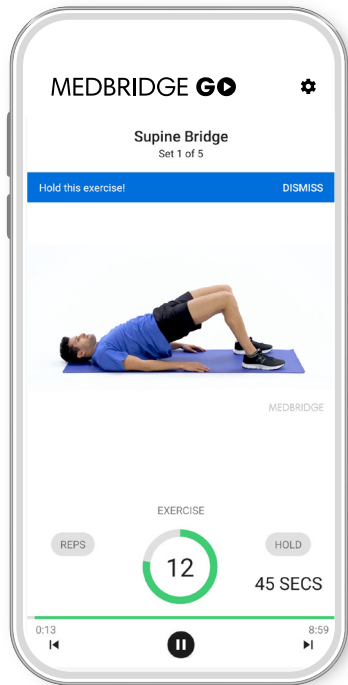 MEDBRIDGE GO
Supine Bridge
Set 1 of 5
Hold this exercise! DISMISS
MEDBRIDGE
EXERCISE
REPS
12
HOLD
45 SECS
0:13 8:59